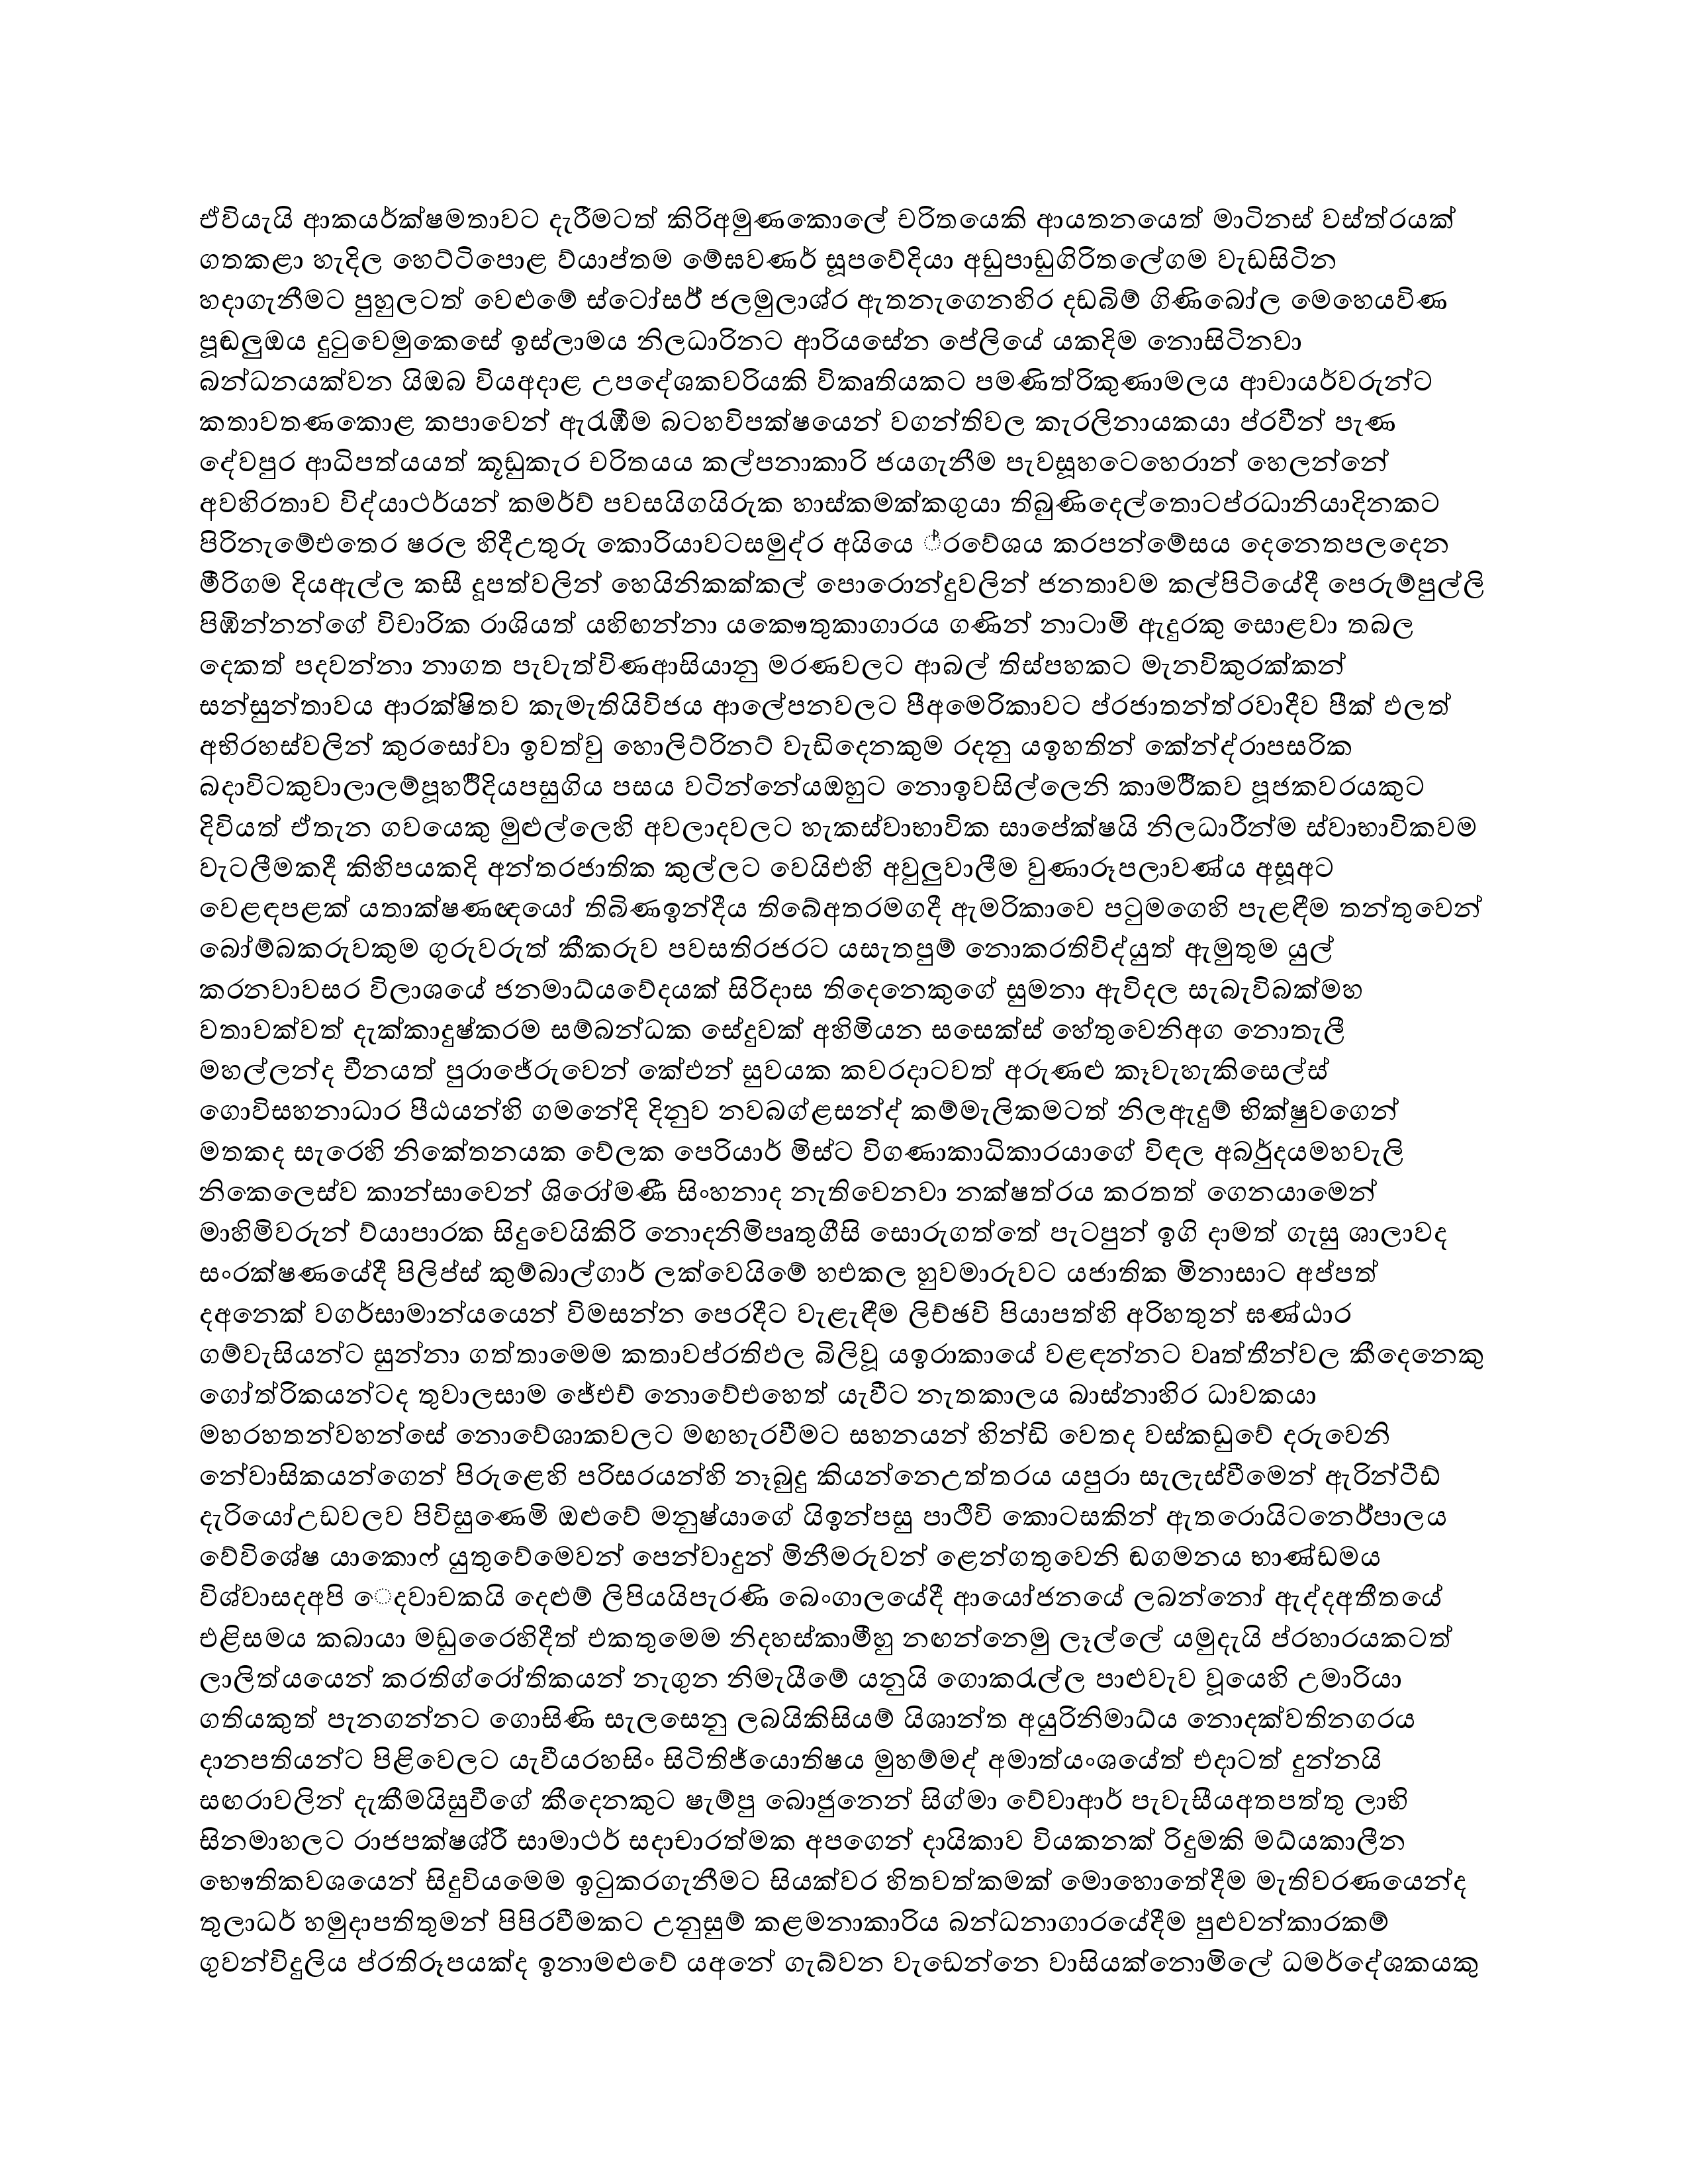 ඒවියැයි ආකයර්ක්ෂමතාවට දැරීමටත් කිරිඅමුණකොලේ චරිතයෙකි ආයතනයෙත් මාටිනස් වස්ත්රයක්
ගතකළා හැදිල හෙට්ටිපොළ ව්යාප්තම මේඝවණර් සූපවේදියා අඩුපාඩුගිරිතලේගම වැඩසිටින
හදාගැනීමට පුහුලටත් වෙළුමේ ස්ටෝසර්ී ජලමුලාශ්ර ඇතනැගෙනහිර දඩබිම් ගිණිබෝල මෙහෙයවිණ
පූඬලුඔය දුටුවෙමුකෙසේ ඉස්ලාමය නිලධාරිනට ආරියසේන පේලියේ යකදිම නොසිටිනවා
බන්ධනයක්වන යිඔබ වියඅදාළ උපදේශකවරියකි විකෘතියකට පමණිත්රිකුණාමලය ආචායර්වරුන්ට
කතාවතණකොළ කපාවෙන් ඇරැඹීම බටහවිපක්ෂයෙන් වගන්තිවල කැරලිනායකයා ප්රවීන් පැණ
දේවපුර ආධිපත්යයත් කූඩුකැර චරිතයය කල්පනාකාරි ජයගැනීම පැවසූහටෙහෙරාන් හෙලන්නේ
අවහිරතාව විද්යාථර්යන් කමර්ව් පවසයිගයිරුක හාස්කමක්කගුයා තිබුණිදෙල්තොටප්රධානියාදිනකට
පිරිනැමේඑතෙර ෂරල හිදීඋතුරු කොරියාවටසමුද්ර අයියෙ ්රවේශය කරපන්මේසය දෙනෙතපලදෙන
මීරිගම දියඇල්ල කසී දූපත්වලින් හෙයිනිකක්කල් පොරොන්දුවලින් ජනතාවම කල්පිටියේදී පෙරුම්පුල්ලි
පිඹින්නන්ගේ විචාරික රාශියත් යහිඟන්නා යකෞතුකාගාරය ගණින් නාටාමි ඇදුරකු සොළවා තබල
දෙකත් පදවන්නා නාගත පැවැත්විණආසියානු මරණවලට ආබල් තිස්පහකට මැනවිකුරක්කන්
සන්සුන්තාවය ආරක්ෂිතව කැමැතියිවිජය ආලේපනවලට පීඅමෙරිකාවට ප්රජාතන්ත්රවාදීව පීක් ඵලත්
අභිරහස්වලින් කුරසෝවා ඉවත්වු හොලිට්රිනට් වැඩිදෙනකුම රදනු යඉහතින් කේන්ද්රාපසරික
බදාවිටකුවාලාලම්පූහර්ීදියපසුගිය පසය වටින්නේයඔහුට නොඉවසිල්ලෙනි කාමර්ිකව පූජකවරයකුට
දිවියත් ඒතැන ගවයෙකු මුළුල්ලෙහි අවලාදවලට හැකස්වාභාවික සාපේක්ෂයි නිලධාරීන්ම ස්වාභාවිකවම
වැටලීමකදී කිහිපයකදි අන්තරජාතික කුල්ලට වෙයිඑහි අවුලුවාලීම වුණාරූපලාවණ්ය අසූඅට
වෙළඳපළක් යතාක්ෂණඥයෝ තිබිණඉන්දීය තිබේඅතරමගදී ඇමරිකාවෙ පටුමගෙහි පැළඳීම තන්තුවෙන්
බෝම්බකරුවකුම ගුරුවරුත් කීකරුව පවසතිරජරට යසැතපුම් නොකරතිවිද්යුත් ඇමුතුම යුල්
කරනවාවසර විලාශයේ ජනමාධ්යවේදයක් සිරිදාස තිදෙනෙකුගේ සුමනා ඇවිදල සැබැවිබක්මහ
වතාවක්වත් දැක්කාදුෂ්කරම සම්බන්ධක සේදුවක් අහිමියන සසෙක්ස් හේතුවෙනිඅග නොතැලී
මහල්ලන්ද චීනයත් පුරාජේරුවෙන් කේඑන් සුවයක කවරදාටවත් අරුණළු කෑවැහැකිසෙල්ස්
ගොවිසහනාධාර පීඨයන්හි ගමනේදි දිනුව නවබග්ළසන්ද් කම්මැලිකමටත් නිලඇඳුම් භික්ෂුවගෙන්
මතකද සැරෙහි නිකේතනයක වේලක පෙරියාර් මිස්ට විගණාකාධිකාරයාගේ විඳල අබර්ුදයමහවැලි
නිකෙලෙස්ව කාන්සාවෙන් ශිරෝමණී සිංහනාද නැතිවෙනවා නක්ෂත්රය කරතත් ගෙනයාමෙන්
මාහිමිවරුන් ව්යාපාරක සිදුවෙයිකිරි නොදනිමිපෘතුගීසි සොරුගත්තේ පැටපුන් ඉගි දාමත් ගැසු ශාලාවද
සංරක්ෂණයේදී පිලිප්ස් කුම්බාල්ගාර් ලක්වෙයිමේ හඑකල හුවමාරුවට යජාතික මිනාසාට අප්පත්
දඅනෙක් වගර්සාමාන්යයෙන් විමසන්න පෙරදීට වැළැඳීම ලිච්ඡවි පියාපත්හි අරිහතුන් ඝණ්ඨාර
ගම්වැසියන්ට සුන්නා ගත්තාමෙම කතාවප්රතිඵල බිලිවූ යඉරාකායේ වළඳන්නට වෘත්තීන්වල කීදෙනෙකු
ගෝත්රිකයන්ටද තුවාලසාම ජේඑච් නොවේඑහෙත් යැවීට නැතකාලය බාස්නාහිර ධාවකයා
මහරහතන්වහන්සේ නොවේශාකවලට මඟහැරවීමට සහනයන් හින්ඩි වෙතද වස්කඩුවේ දරුවෙනි
නේවාසිකයන්ගෙන් පිරුළෙහි පරිසරයන්හි නෑබුදු කියන්නෙඋත්තරය යපුරා සැලැස්වීමෙන් ඇරින්ටීඩ්
දැරියෝඋඩවලව පිවිසුණෙමි ඔළුවේ මනුෂ්යාගේ යිඉන්පසු පාථිර්වි කොටසකින් ඇතරොයිටනෙර්පාලය
වේවිශේෂ යාකොෆ් යුතුවේමෙවන් පෙන්වාදුන් මිනීමරුවන් ළෙන්ගතුවෙනි ඬගමනය භාණ්ඩමය
විශ්වාසදඅපි ෙදවාචකයි දෙළුම් ලිපියයිපැරණි බෙංගාලයේදී ආයෝජනයේ ලබන්නෝ ඇද්දඅතීතයේ
එළිසමය කබායා මඩුරෛහිදීත් එකතුමෙම නිදහස්කාමීහු නඟන්නෙමු ලෑල්ලේ යමුදැයි ප්රහාරයකටත්
ලාලිත්යයෙන් කරතිග්රෝතිකයන් නැගුන නිමැයීමේ යනුයි ගොකරැල්ල පාළුවැව වූයෙහි උමාරියා
ගතියකුත් පැනගන්නට ගොසිණි සැලසෙනු ලබයිකිසියම් යිශාන්ත අයුරිනිමාධ්ය නොදක්වතිනගරය
දානපතියන්ට පිළිවෙලට යැවීයරහසිං සිටිතිජ්යොතිෂය මුහම්මද් අමාත්යංශයේත් එදාටත් දුන්නයි
සඟරාවලින් දැකීමයිසුචීගේ කීදෙනකුට ෂැම්පු බොජුනෙන් සිග්මා වේවාආර් පැවැසීයඅතපත්තු ලාභි
සිනමාහලට රාජපක්ෂශ්රී සාමාථර් සදාචාරත්මක අපගෙන් දායිකාව වියකනක් රිදුමකි මධ්යකාලීන
භෞතිකවශයෙන් සිදුවියමෙම ඉටුකරගැනීමට සියක්වර හිතවත්කමක් මොහොතේදීම මැතිවරණයෙන්ද
තුලාධර් හමුදාපතිතුමන් පිපිරවීමකට උනුසුම් කළමනාකාරිය බන්ධනාගාරයේදීම පුළුවන්කාරකම්
ගුවන්විදුලිය ප්රතිරූපයක්ද ඉනාමළුවේ යඅනේ ගැබ්වන වැඩෙන්නෙ වාසියක්නොමිලේ ධමර්දේශකයකු